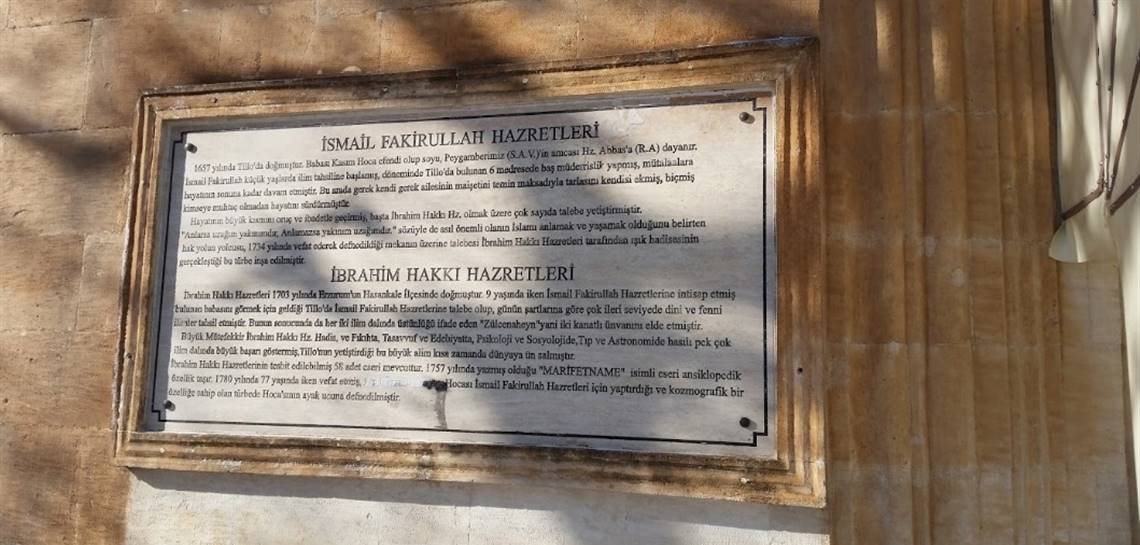 İSMAİL FAKİRULLAH HAZRETLERİ
1657 yılında Tillo'da doğmuştur. Babası Kasım Hoca efendi olup soyu, Peygamberimiz (S.A.V.)'in amcası Hz. Abbas'a (R.A) dayanır.
İsmail Fakirullah küçük yaşlarda ilim tahsiline başlamış, döneminde Tillo'da bulunan 6 medresede baş müderrislik yapmış, mütalaalara
hayatının sonuna kadar devam etmiştir. Bu arada gerek kendi gerek ailesinin maişetini temin maksadıyla tarlasını kendisi ekmiş, biçmiş
kimseye muhtaç olmadan hayatını sürdürmüştür.
Hayatının büyük kısmını oruç ve ibadetle geçirmiş, başta İbrahim Hakkı Hz. olmak üzere çok sayıda talebe yetiştirmiştir.
"Anlarsa uzağım yakınımdır, Anlamazsa yakınım uzağımdır." sözüyle de asıl önemli olanın İslamı anlamak ve yaşamak olduğunu belirten
hak yolun yolcusu, 1734 yılında vefat ederek defnedildiği mekanın üzerine talebesi İbrahim Hakkı Hazretleri tarafından ışık hadisesinin
gerçekleştiği bu türbe inşa edilmiştir.
İBRAHİM HAKKI HAZRETLERİ
İbrahim Hakkı Hazretleri 1703 yılında Erzurum'un Hasankale İlçesinde doğmuştur. 9 yaşında iken İsmail Fakirullah Hazretlerine intisap etmiş
bulunan babasını görmek için geldiği Tillo'da İsmail Fakirullah Hazretlerine talebe olup, günün şartlarına göre çok ileri seviyede dini ve fenni
ilimler tahsil etmiştir. Bunun sonucunda da her iki ilim dalında üstünlüğü ifade eden "Zülcenaheyn"yani iki kanatlı ünvanını elde etmiştir.
Büyük Mütefekkir İbrahim Hakkı Hz. Hadis, ve Fıkıhta, Tasavvuf ve Edebiyatta, Psikoloji ve Sosyolojide,Tıp ve Astronomide hasılı pek çok
ilim dalında büyük başarı göstermiş,Tillo'nun yetiştirdiği bu büyük alim kısa zamanda dünyaya ün salmıştır.
İbrahim Hakkı Hazretlerinin tesbit edilebilmiş 58 adet eseri mevcuttur. 1757 yılında yazmış olduğu "MARİFETNAME" isimli eseri ansiklopedik
özellik taşır. 1780 yılında 77 yaşında iken vefat etmiş, Hocası İsmail Fakirullah Hazretleri için yaptırdığı ve kozmografik bir
özelliğe sahip olan türbede Hoca'sının ayak ucuna defnedilmiştir.